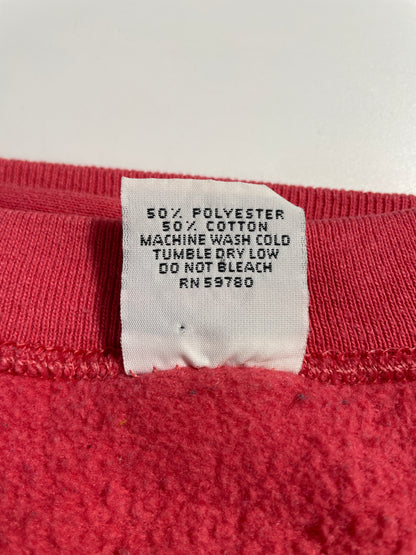 50% POLYESTER
50% COTTON
MACHINE WASH COLD
TUMBLE DRY LOW
DO NOT BLEACH
RN 59780